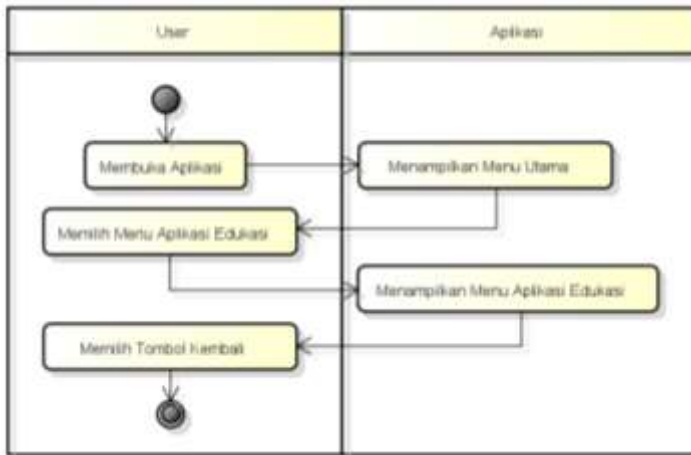 User
Aplikasi
Membuka Aplikasi
Menampilkan Menu Utama
Memilih Menu Aplikasi Edukasi
Menampilkan Menu Aplikasi Edukasi
Memilih Tombol Kembali